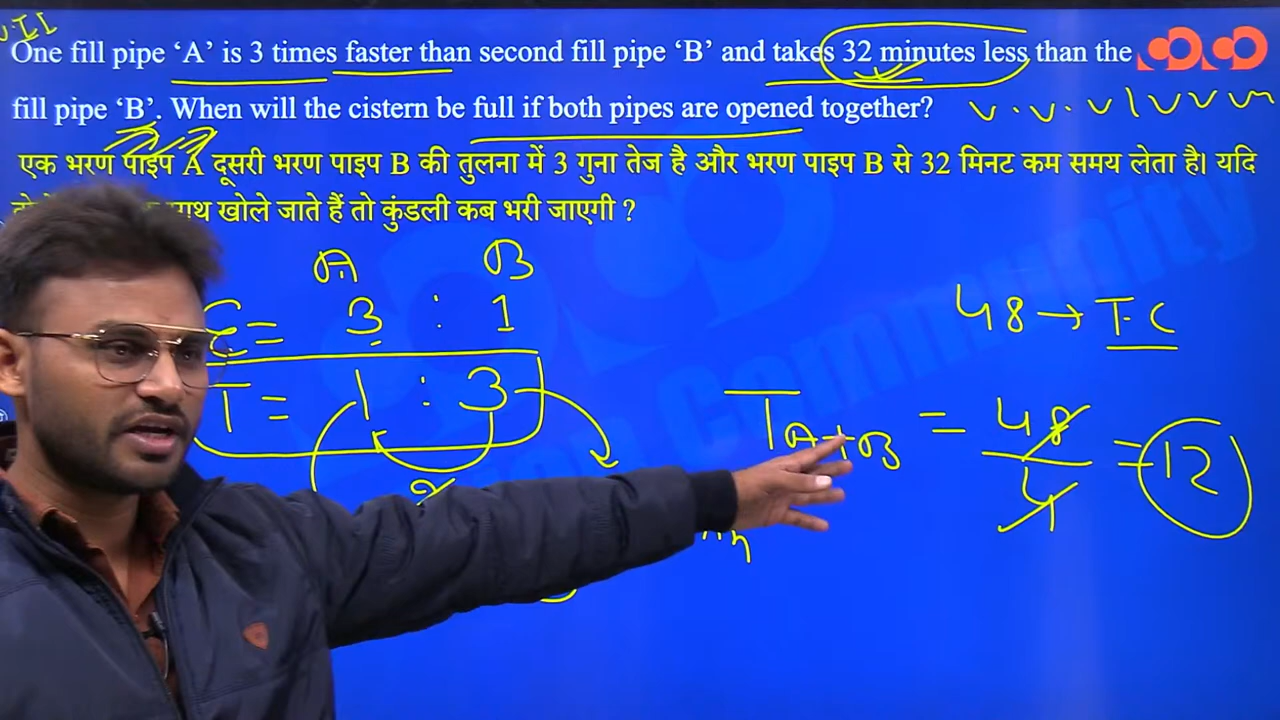 V.II
One fill pipe ‘A’ is 3 times faster than second fill pipe ‘B’ and takes 32 minutes less than the
fill pipe ‘B’. When will the cistern be full if both pipes are opened together?
एक भरण पाइप A दूसरी भरण पाइप B की तुलना में 3 गुना तेज है और भरण पाइप B से 32 मिनट कम समय लेता है। यदि
साथ खोले जाते हैं तो कुंडली कब भरी जाएगी ?
A B
E = 3 : 1
T = 1 : 3
2
48 → T.C
T A+B = 48/4 = 12
Community